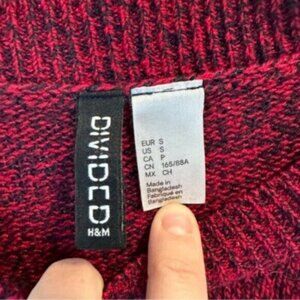 DIVIDED
H&M
EUR S
US S
CA P
CN 165/88A
MX CH
Made in
Bangladesh
Fabriqué en
Bangladesh